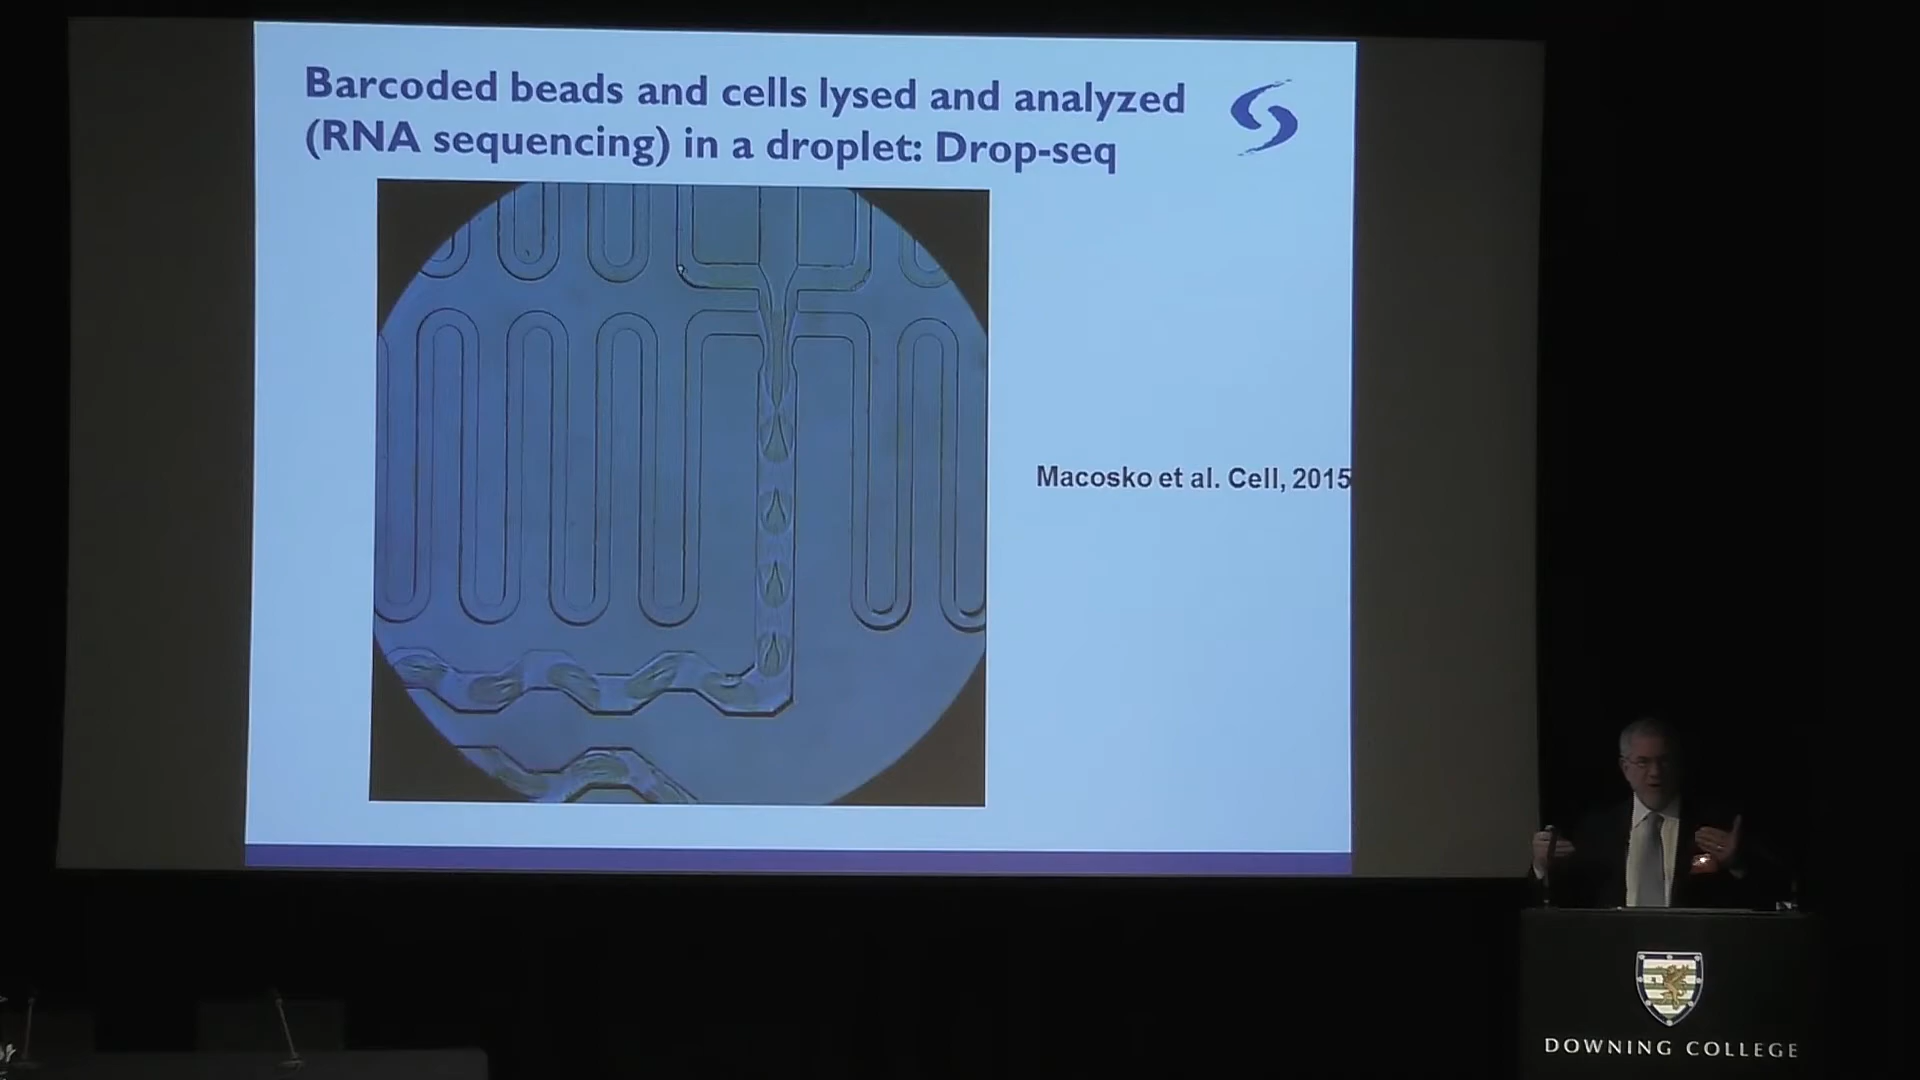 Barcoded beads and cells lysed and analyzed
(RNA sequencing) in a droplet: Drop-seq
Macosko et al. Cell, 2015
DOWNING COLLEGE